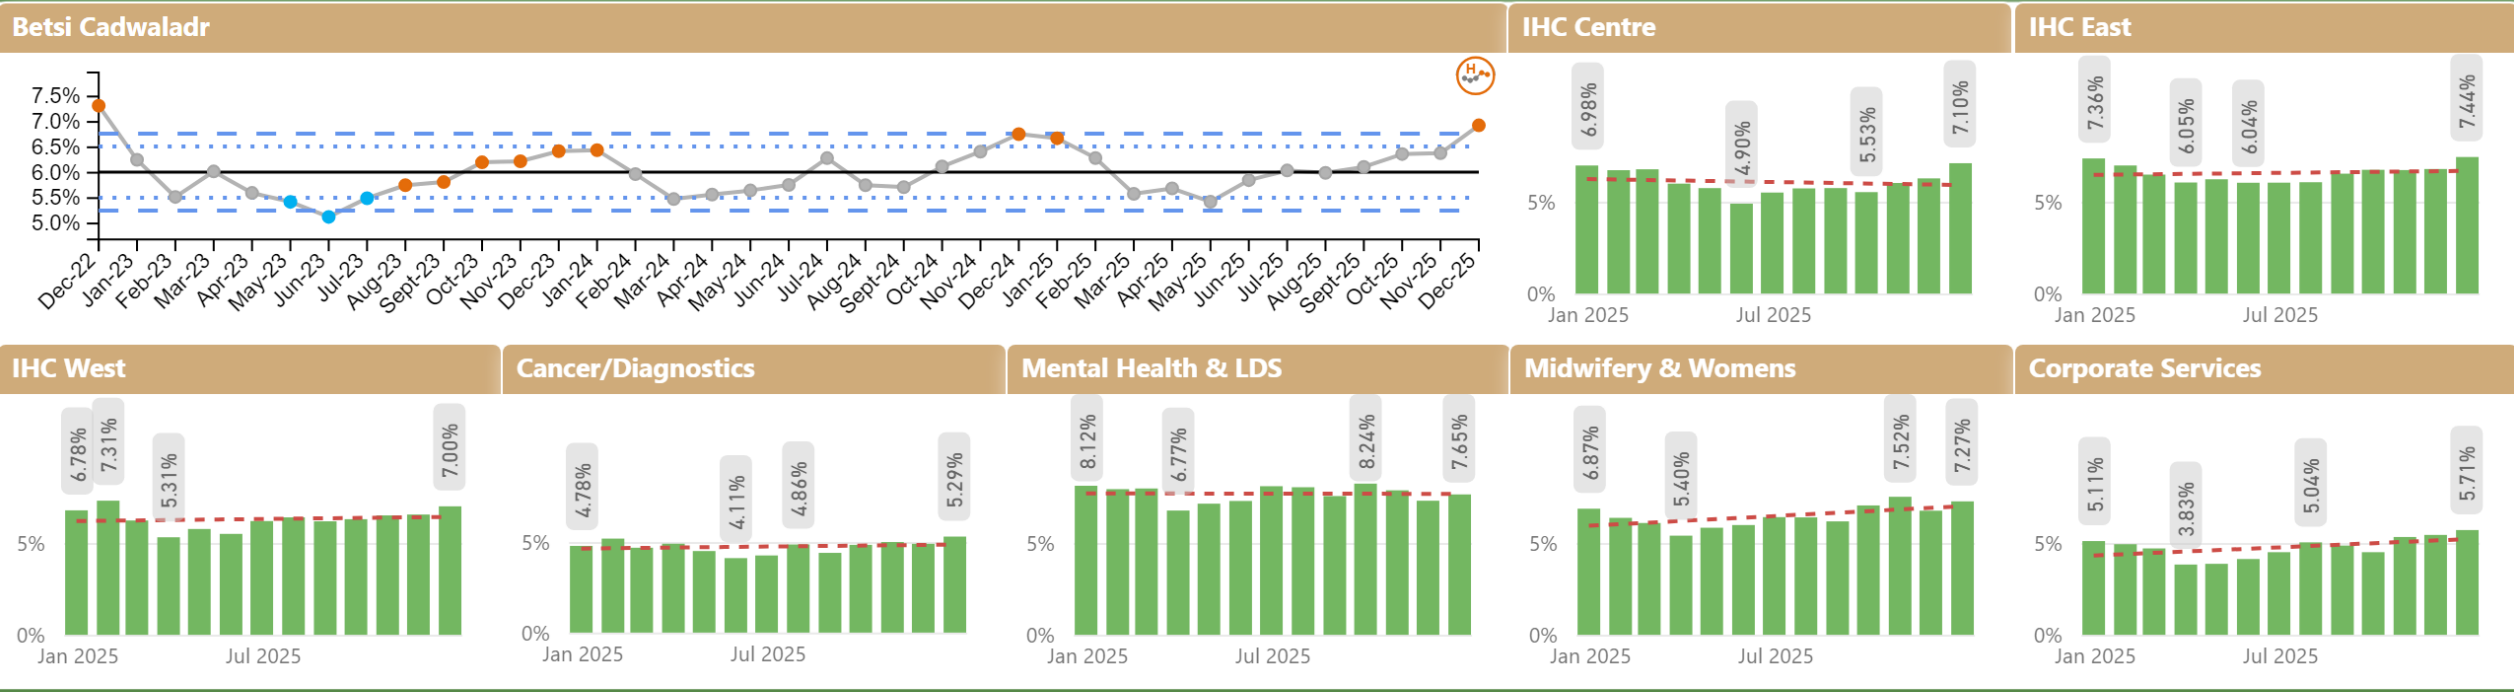 Betsi Cadwaladr
H
7.5%
7.0%
6.5%
6.0%
5.5%
5.0%
Dec-22
Jan-23
Feb-23
Mar-23
Apr-23
May-23
Jun-23
Jul-23
Aug-23
Sept-23
Oct-23
Nov-23
Dec-23
Jan-24
Feb-24
Mar-24
Apr-24
May-24
Jun-24
Jul-24
Aug-24
Sept-24
Oct-24
Nov-24
Dec-24
Jan-25
Feb-25
Mar-25
Apr-25
May-25
Jun-25
Jul-25
Aug-25
Sept-25
Oct-25
Nov-25
Dec-25
IHC Centre
6.98%
4.90%
5.53%
7.10%
5%
0%
Jan 2025
Jul 2025
IHC East
7.36%
6.05%
6.04%
7.44%
5%
0%
Jan 2025
Jul 2025
IHC West
6.78%
7.31%
5.31%
7.00%
5%
0%
Jan 2025
Jul 2025
Cancer/Diagnostics
4.78%
4.11%
4.86%
5.29%
5%
0%
Jan 2025
Jul 2025
Mental Health & LDS
8.12%
6.77%
8.24%
7.65%
5%
0%
Jan 2025
Jul 2025
Midwifery & Womens
6.87%
5.40%
7.52%
7.27%
5%
0%
Jan 2025
Jul 2025
Corporate Services
5.11%
3.83%
5.04%
5.71%
5%
0%
Jan 2025
Jul 2025